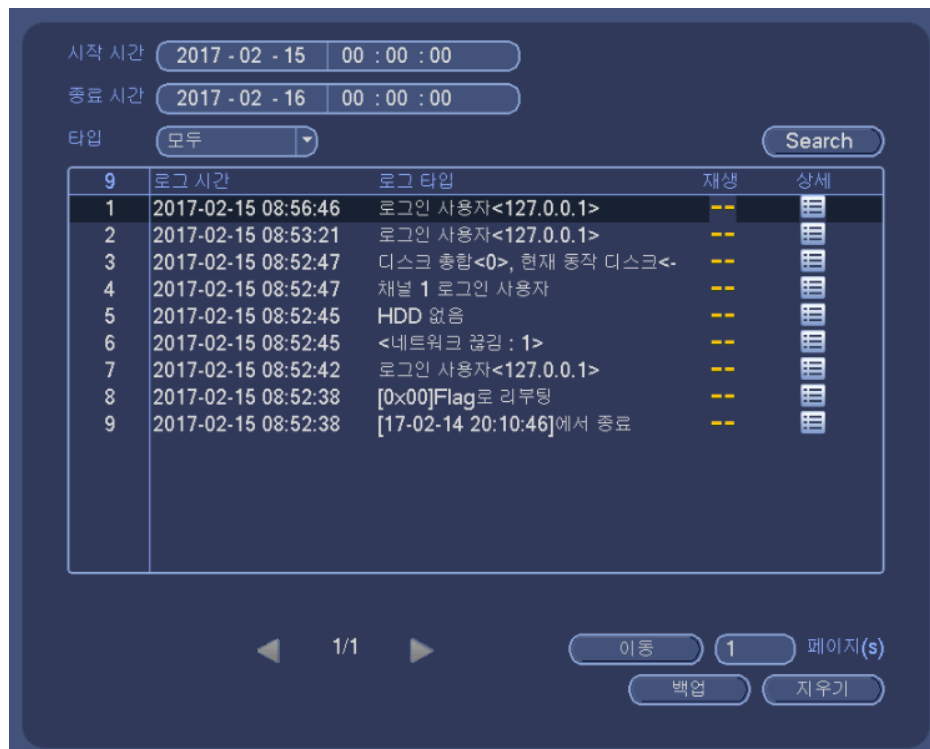 시작 시간 2017 - 02 - 15 00 : 00 : 00
종료 시간 2017 - 02 - 16 00 : 00 : 00
타입 모두 Search
9 로그 시간 로그 타입 재생 상세
1 2017-02-15 08:56:46 로그인 사용자<127.0.0.1> --
2 2017-02-15 08:53:21 로그인 사용자<127.0.0.1> --
3 2017-02-15 08:52:47 디스크 총합<0>, 현재 동작 디스크<- --
4 2017-02-15 08:52:47 채널 1 로그인 사용자 --
5 2017-02-15 08:52:45 HDD 없음 --
6 2017-02-15 08:52:45 <네트워크 끊김 : 1> --
7 2017-02-15 08:52:42 로그인 사용자<127.0.0.1> --
8 2017-02-15 08:52:38 [0x00]Flag로 리부팅 --
9 2017-02-15 08:52:38 [17-02-14 20:10:46]에서 종료 --
1/1 이동 1 페이지(s)
백업 지우기